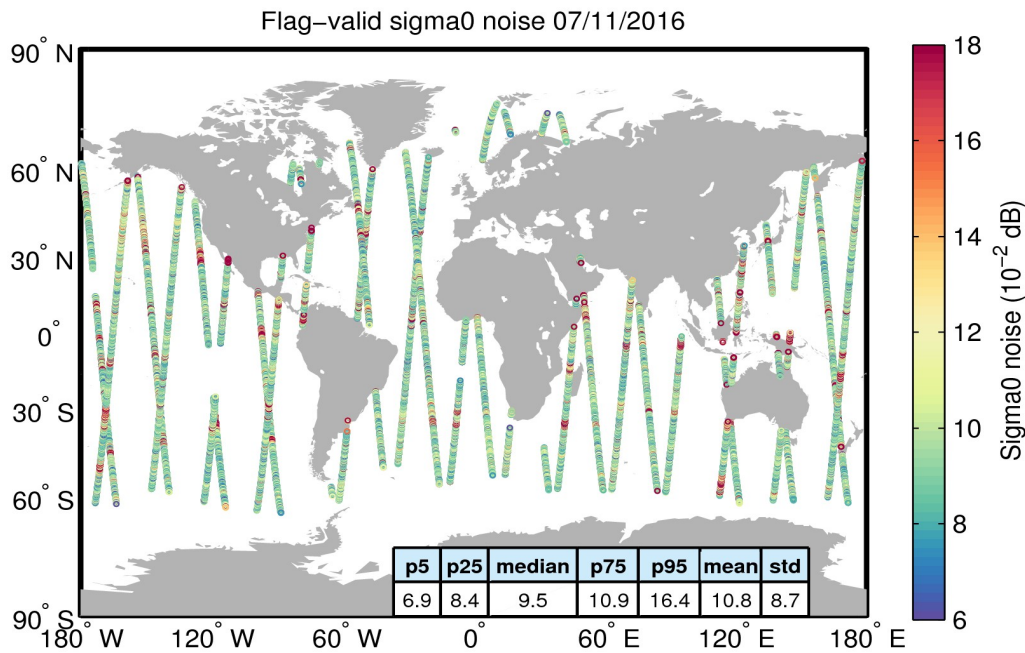 Flag−valid sigma0 noise 07/11/2016
90° N
60° N
30° N
0°
30° S
60° S
90° S
180° W
120° W
60° W
0°
60° E
120° E
180° E
p5 p25 median p75 p95 mean std
6.9 8.4 9.5 10.9 16.4 10.8 8.7
18
16
14
12
10
8
6
Sigma0 noise (10⁻² dB)